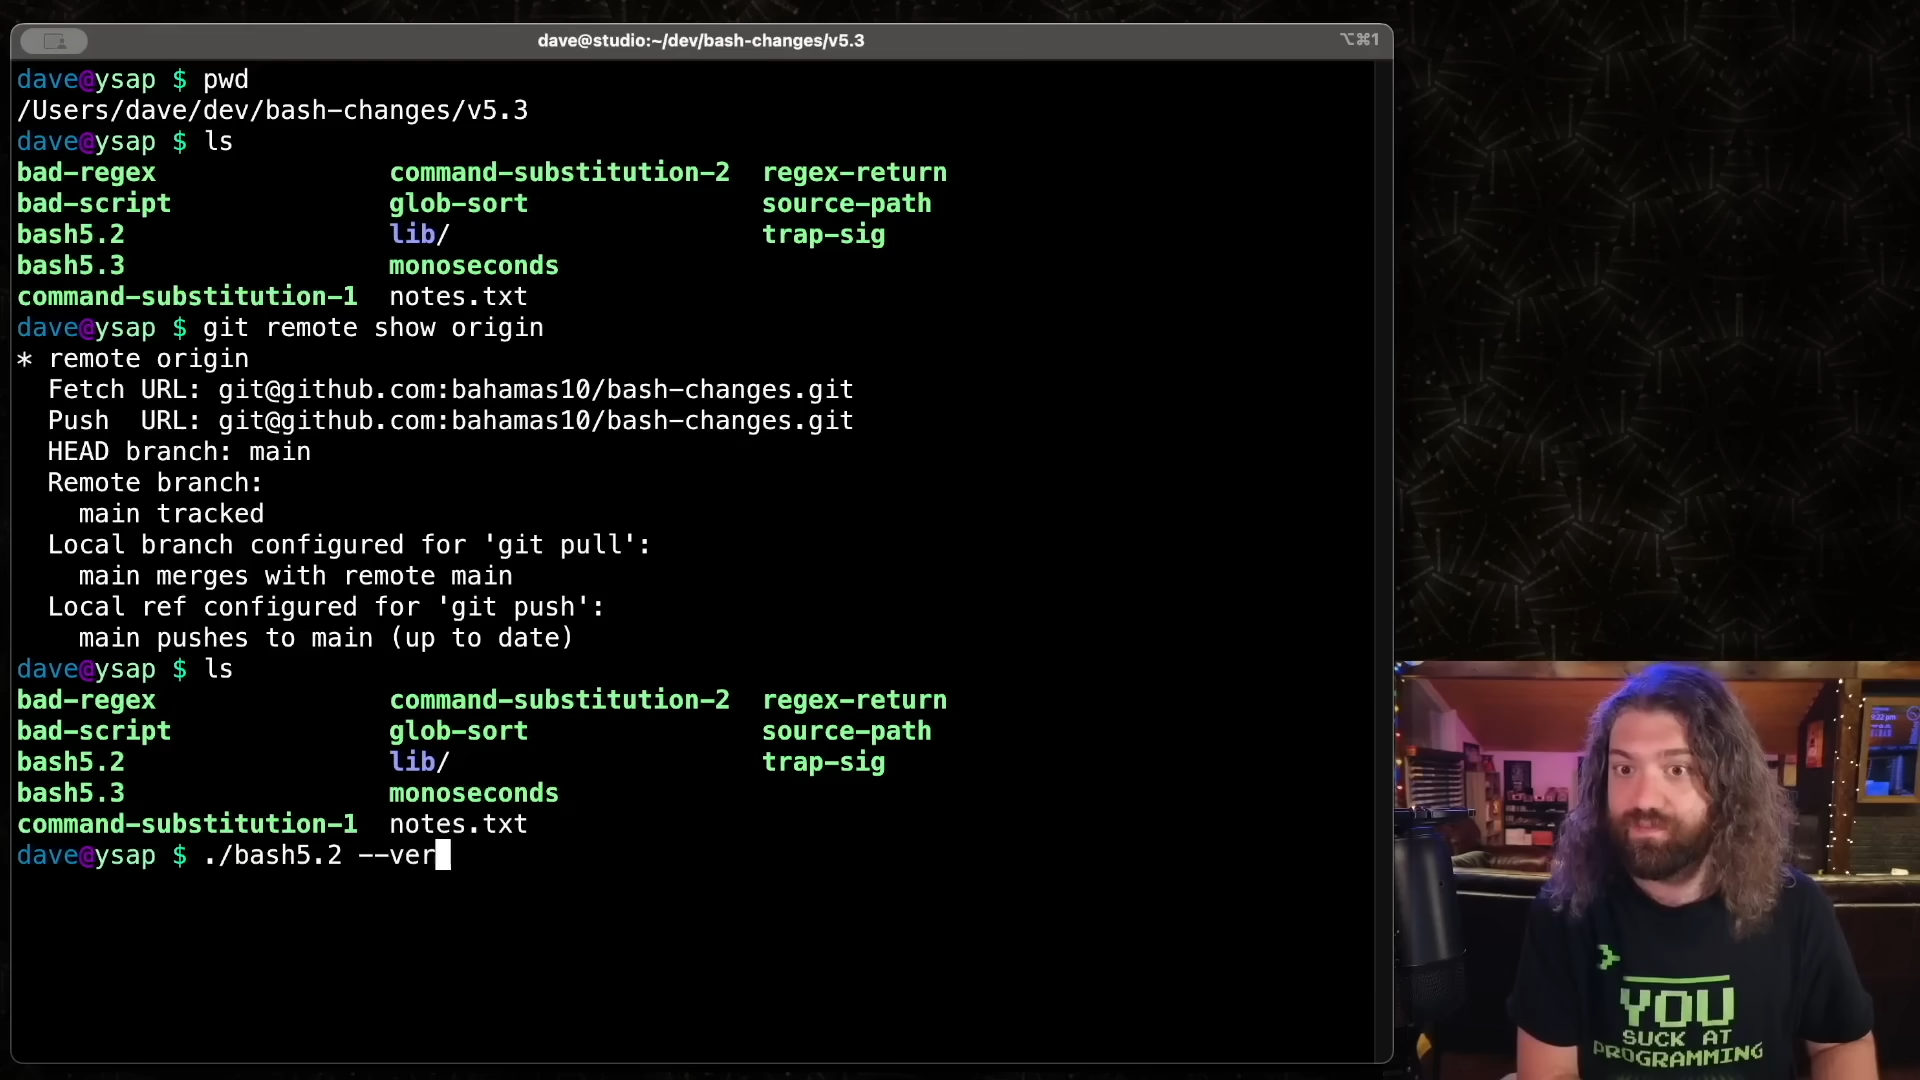 dave@studio:~/dev/bash-changes/v5.3
⌥⌘1
dave@ysap $ pwd
/Users/dave/dev/bash-changes/v5.3
dave@ysap $ ls
bad-regex command-substitution-2 regex-return
bad-script glob-sort source-path
bash5.2 lib/ trap-sig
bash5.3 monoseconds
command-substitution-1 notes.txt
dave@ysap $ git remote show origin
* remote origin
Fetch URL: git@github.com:bahamas10/bash-changes.git
Push  URL: git@github.com:bahamas10/bash-changes.git
HEAD branch: main
Remote branch:
main tracked
Local branch configured for 'git pull':
main merges with remote main
Local ref configured for 'git push':
main pushes to main (up to date)
dave@ysap $ ls
bad-regex command-substitution-2 regex-return
bad-script glob-sort source-path
bash5.2 lib/ trap-sig
bash5.3 monoseconds
command-substitution-1 notes.txt
dave@ysap $ ./bash5.2 --ver
YOU
SUCK AT
PROGRAMMING